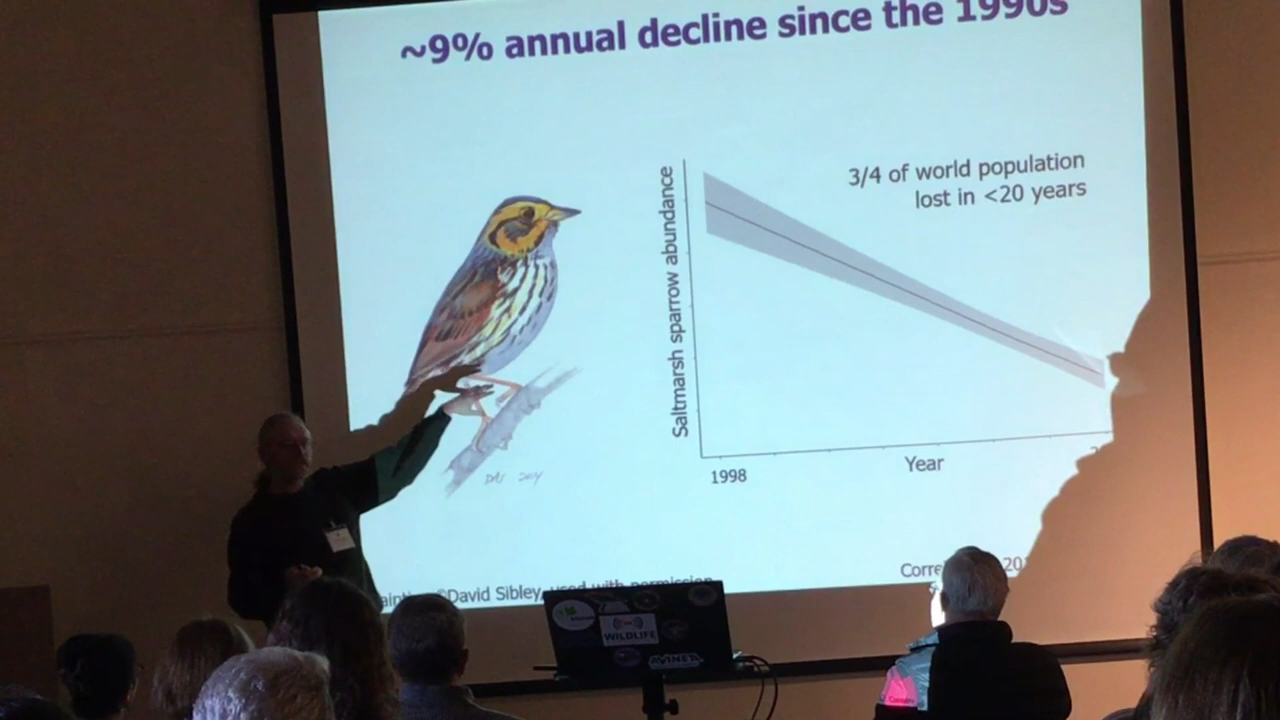 ~9% annual decline since the 1990s
3/4 of world population
lost in <20 years
Saltmarsh sparrow abundance
1998
Year
©David Sibley, used with permission
WILDLIFE
AVINET